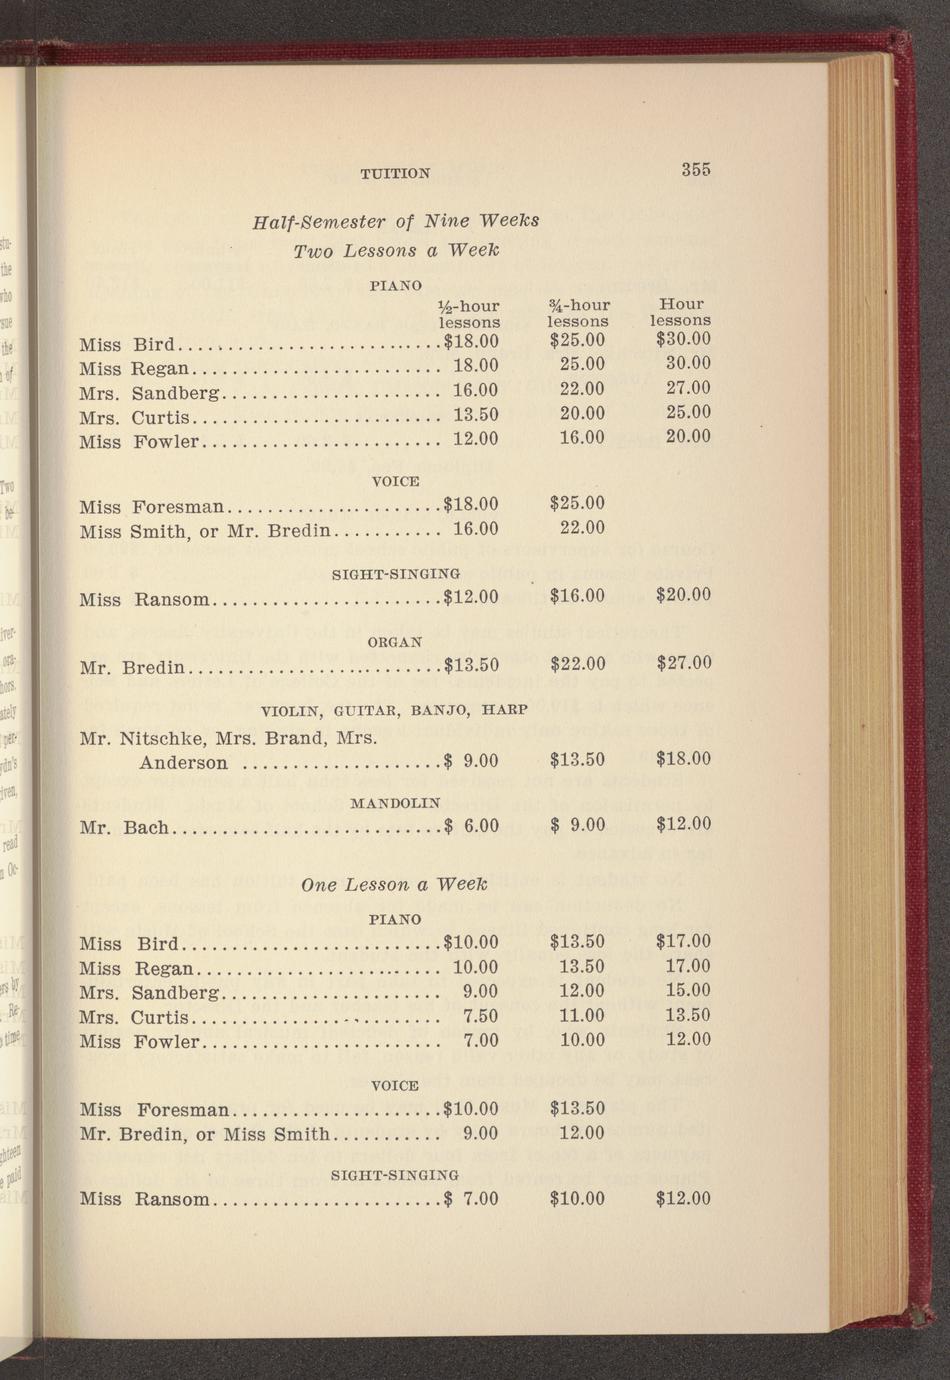 TUITION 355
Half-Semester of Nine Weeks
Two Lessons a Week
PIANO
½-hour lessons ¾-hour lessons Hour lessons
Miss Bird..........................$18.00 $25.00 $30.00
Miss Regan......................... 18.00 25.00 30.00
Mrs. Sandberg...................... 16.00 22.00 27.00
Mrs. Curtis......................... 13.50 20.00 25.00
Miss Fowler........................ 12.00 16.00 20.00
VOICE
Miss Foresman.....................$18.00 $25.00
Miss Smith, or Mr. Bredin........... 16.00 22.00
SIGHT-SINGING
Miss Ransom.......................$12.00 $16.00 $20.00
ORGAN
Mr. Bredin.........................$13.50 $22.00 $27.00
VIOLIN, GUITAR, BANJO, HARP
Mr. Nitschke, Mrs. Brand, Mrs.
Anderson ....................$ 9.00 $13.50 $18.00
MANDOLIN
Mr. Bach...........................$ 6.00 $ 9.00 $12.00
One Lesson a Week
PIANO
Miss Bird..........................$10.00 $13.50 $17.00
Miss Regan......................... 10.00 13.50 17.00
Mrs. Sandberg...................... 9.00 12.00 15.00
Mrs. Curtis......................... 7.50 11.00 13.50
Miss Fowler........................ 7.00 10.00 12.00
VOICE
Miss Foresman.....................$10.00 $13.50
Mr. Bredin, or Miss Smith........... 9.00 12.00
SIGHT-SINGING
Miss Ransom.......................$ 7.00 $10.00 $12.00